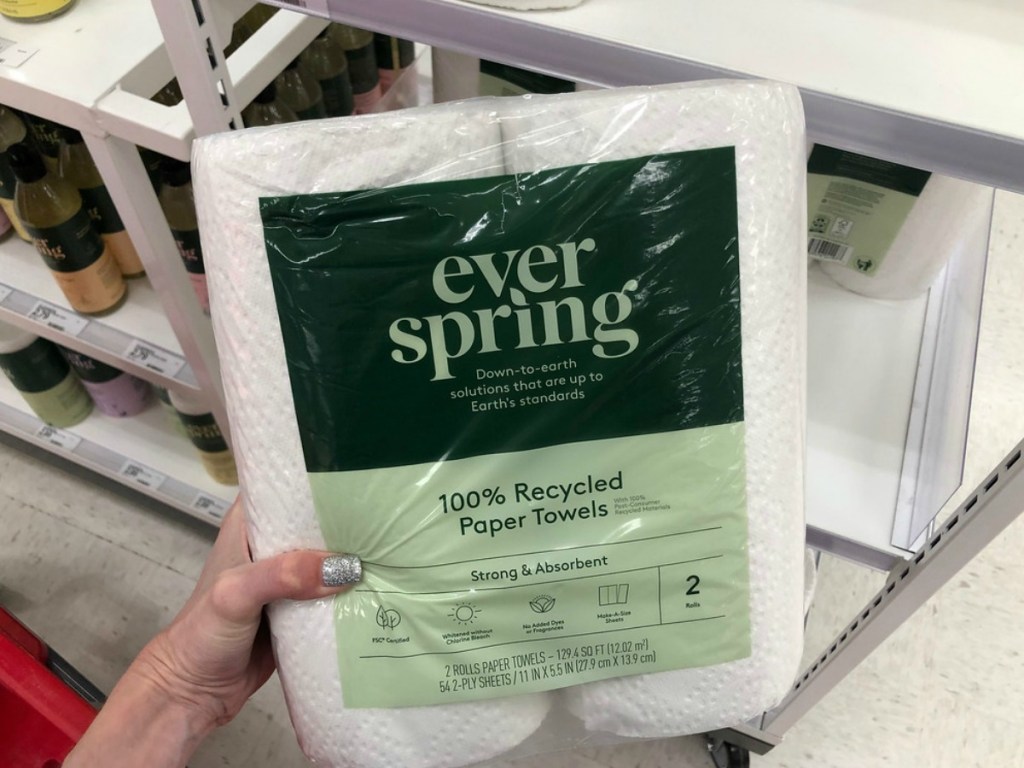 ever
spring
Down-to-earth
solutions that are up to
Earth's standards
100% Recycled
Paper Towels
With 100%
Post-Consumer
Recycled Materials
Strong & Absorbent
FSC® Certified
Whitened without
Chlorine Bleach
No Added Dyes
or Fragrances
Make-A-Size
Sheets
2
Rolls
2 ROLLS PAPER TOWELS – 129.4 SQ FT (12.02 m²)
54 2-PLY SHEETS / 11 IN X 5.5 IN (27.9 cm X 13.9 cm)